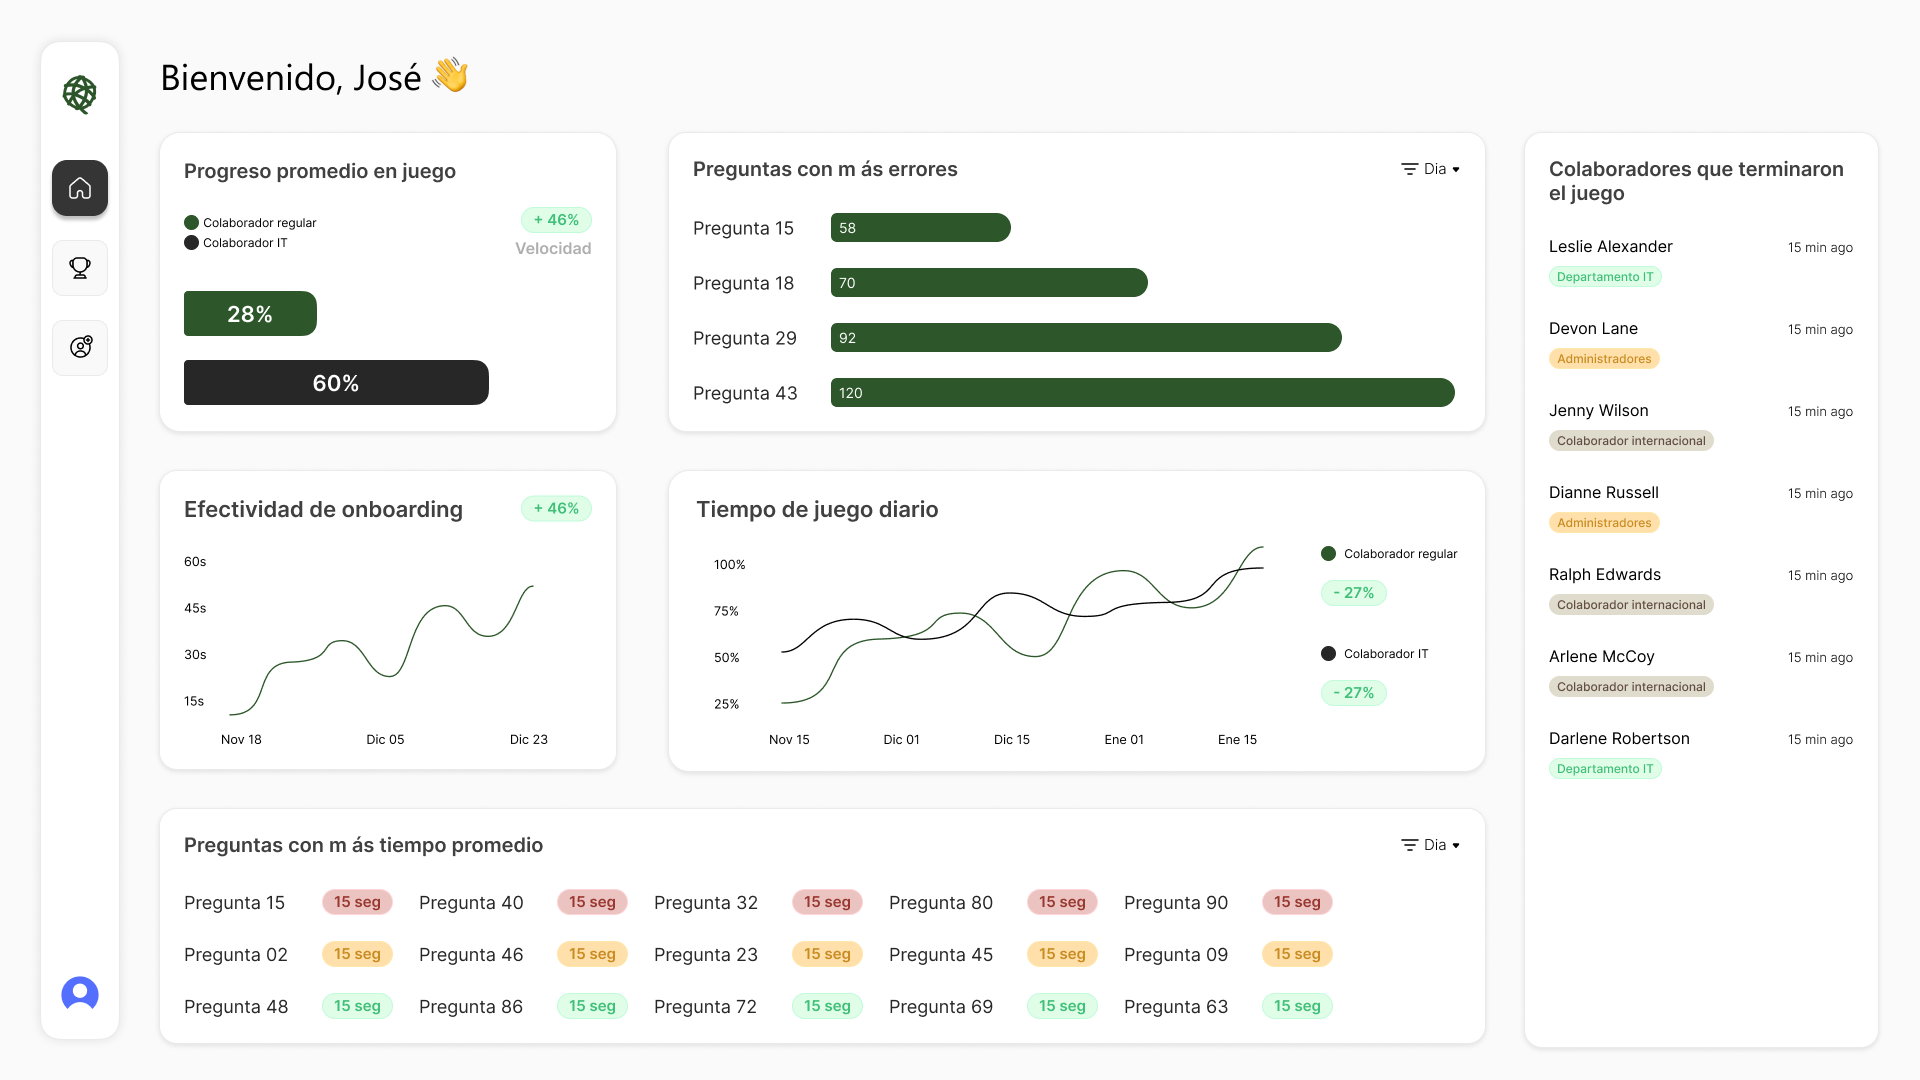 Bienvenido, José 👋
Progreso promedio en juego
Colaborador regular
Colaborador IT
+ 46%
Velocidad
28%
60%
Preguntas con m ás errores
Dia
Pregunta 15
58
Pregunta 18
70
Pregunta 29
92
Pregunta 43
120
Efectividad de onboarding
+ 46%
60s
45s
30s
15s
Nov 18
Dic 05
Dic 23
Tiempo de juego diario
100%
75%
50%
25%
Nov 15
Dic 01
Dic 15
Ene 01
Ene 15
Colaborador regular
- 27%
Colaborador IT
- 27%
Preguntas con m ás tiempo promedio
Dia
Pregunta 15 15 seg Pregunta 40 15 seg Pregunta 32 15 seg Pregunta 80 15 seg Pregunta 90 15 seg
Pregunta 02 15 seg Pregunta 46 15 seg Pregunta 23 15 seg Pregunta 45 15 seg Pregunta 09 15 seg
Pregunta 48 15 seg Pregunta 86 15 seg Pregunta 72 15 seg Pregunta 69 15 seg Pregunta 63 15 seg
Colaboradores que terminaron
el juego
Leslie Alexander 15 min ago
Departamento IT
Devon Lane 15 min ago
Administradores
Jenny Wilson 15 min ago
Colaborador internacional
Dianne Russell 15 min ago
Administradores
Ralph Edwards 15 min ago
Colaborador internacional
Arlene McCoy 15 min ago
Colaborador internacional
Darlene Robertson 15 min ago
Departamento IT